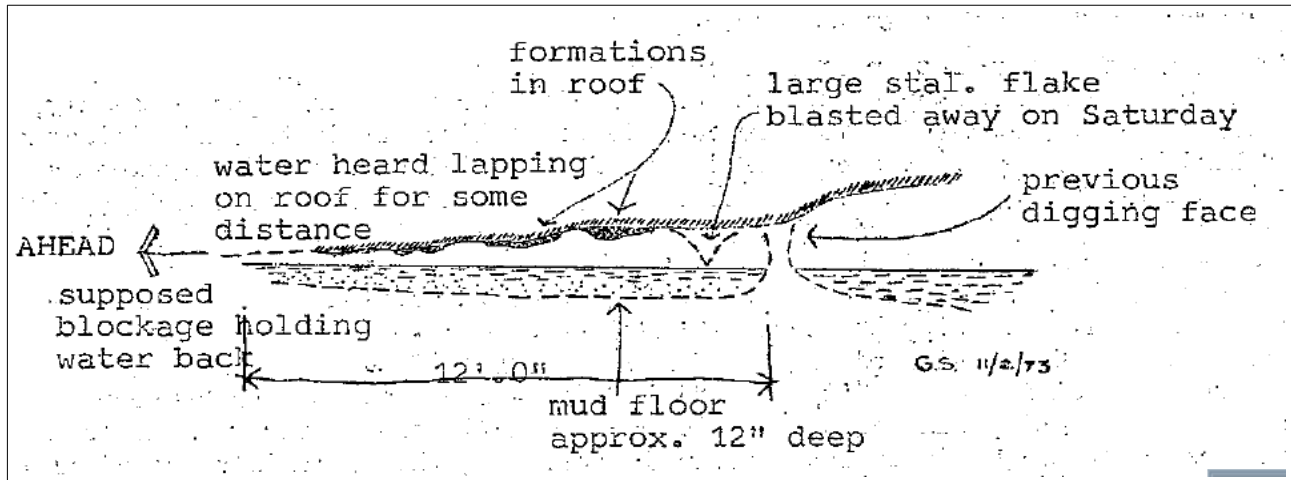 formations
in roof
large stal. flake
blasted away on Saturday
water heard lapping
on roof for some
distance
previous
digging face
AHEAD
supposed
blockage holding
water back
12'.0"
G.S. 11/2/73
mud floor
approx. 12" deep